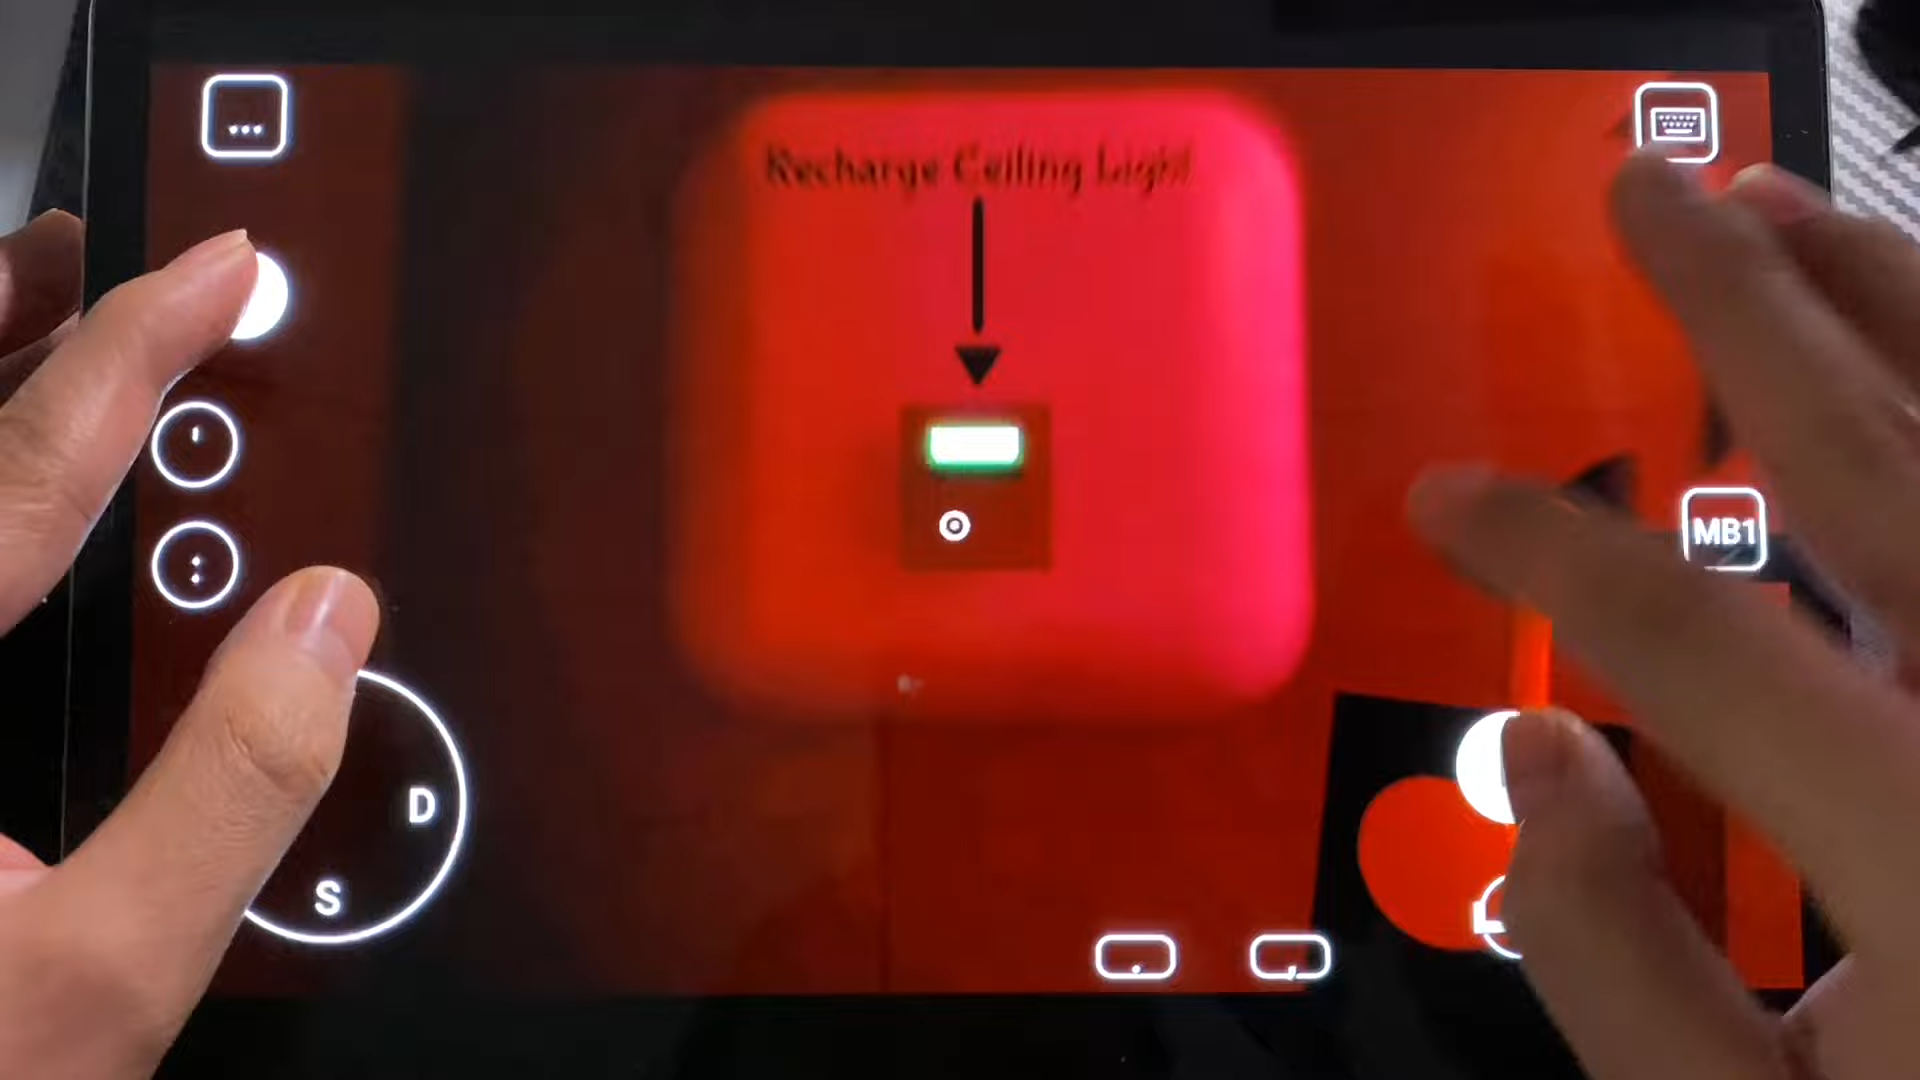 ...
Recharge Ceiling Light
'
:
MB1
D
S
L
.
,